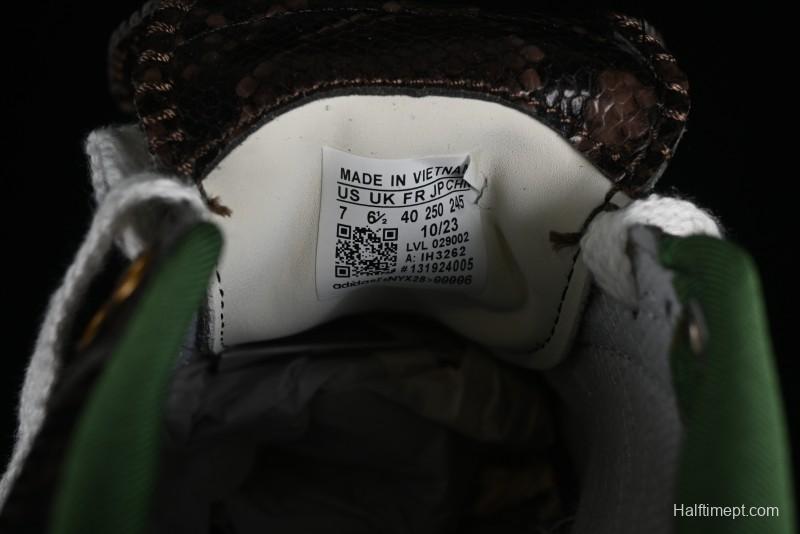 MADE IN VIETNAM
US UK FR JP CHN
7 6½ 40 250 245
10/23
LVL 029002
A: IH3262
#131924005
Halftimept.com